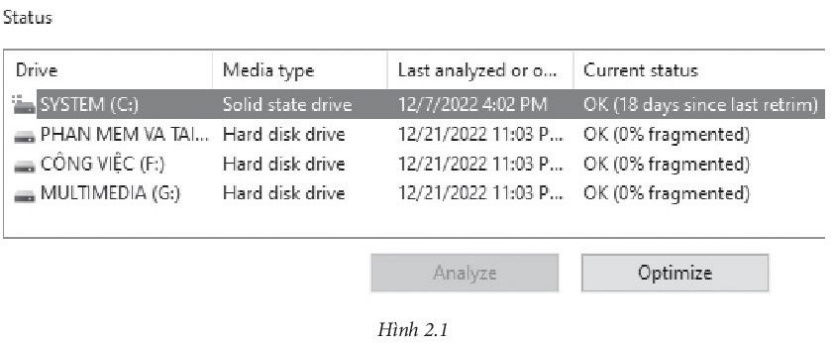 Status
Drive Media type Last analyzed or o... Current status
SYSTEM (C:) Solid state drive 12/7/2022 4:02 PM OK (18 days since last retrim)
PHAN MEM VA TAI... Hard disk drive 12/21/2022 11:03 P... OK (0% fragmented)
CÔNG VIỆC (F:) Hard disk drive 12/21/2022 11:03 P... OK (0% fragmented)
MULTIMEDIA (G:) Hard disk drive 12/21/2022 11:03 P... OK (0% fragmented)
Analyze Optimize
Hình 2.1